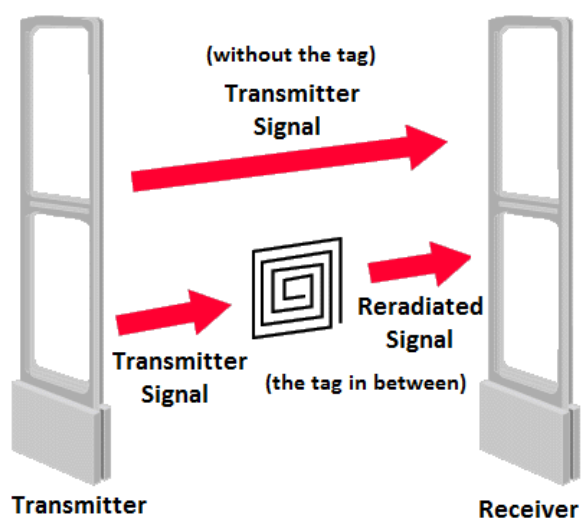 (without the tag)
Transmitter
Signal
Transmitter
Signal
Reradiated
Signal
(the tag in between)
Transmitter
Receiver